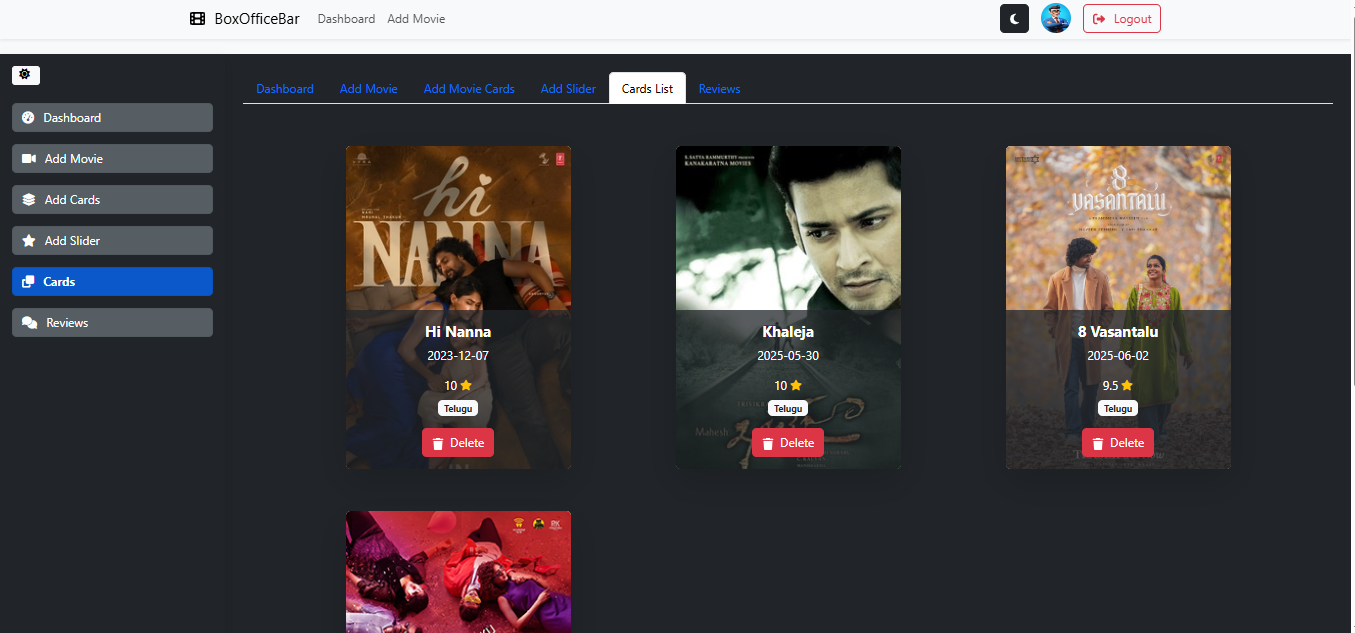 BoxOfficeBar Dashboard Add Movie Logout
Dashboard Add Movie Add Movie Cards Add Slider Cards List Reviews
Dashboard
Add Movie
Add Cards
Add Slider
Cards
Reviews
hi
NANNA
Hi Nanna
2023-12-07
10
Telugu
Delete
S. SATYA RAMMURTHY PRESENTS
KANAKARATNA MOVIES
Khaleja
2025-05-30
10
Telugu
Mahesh
Delete
8
VASANTALU
8 Vasantalu
2025-06-02
9.5
Telugu
Delete